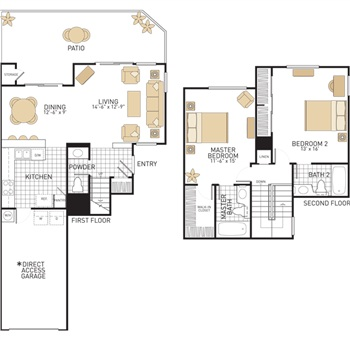 PATIO
STORAGE
DINING
12'-6" x 9'
LIVING
14'-6" x 12'-9"
KITCHEN
POWDER
ENTRY
FIRST FLOOR
*DIRECT
ACCESS
GARAGE
MASTER
BEDROOM
11'-6" x 15'
BEDROOM 2
13' x 16'
LINEN
BATH 2
SECOND FLOOR
WALK-IN
CLOSET
MASTER
BATH